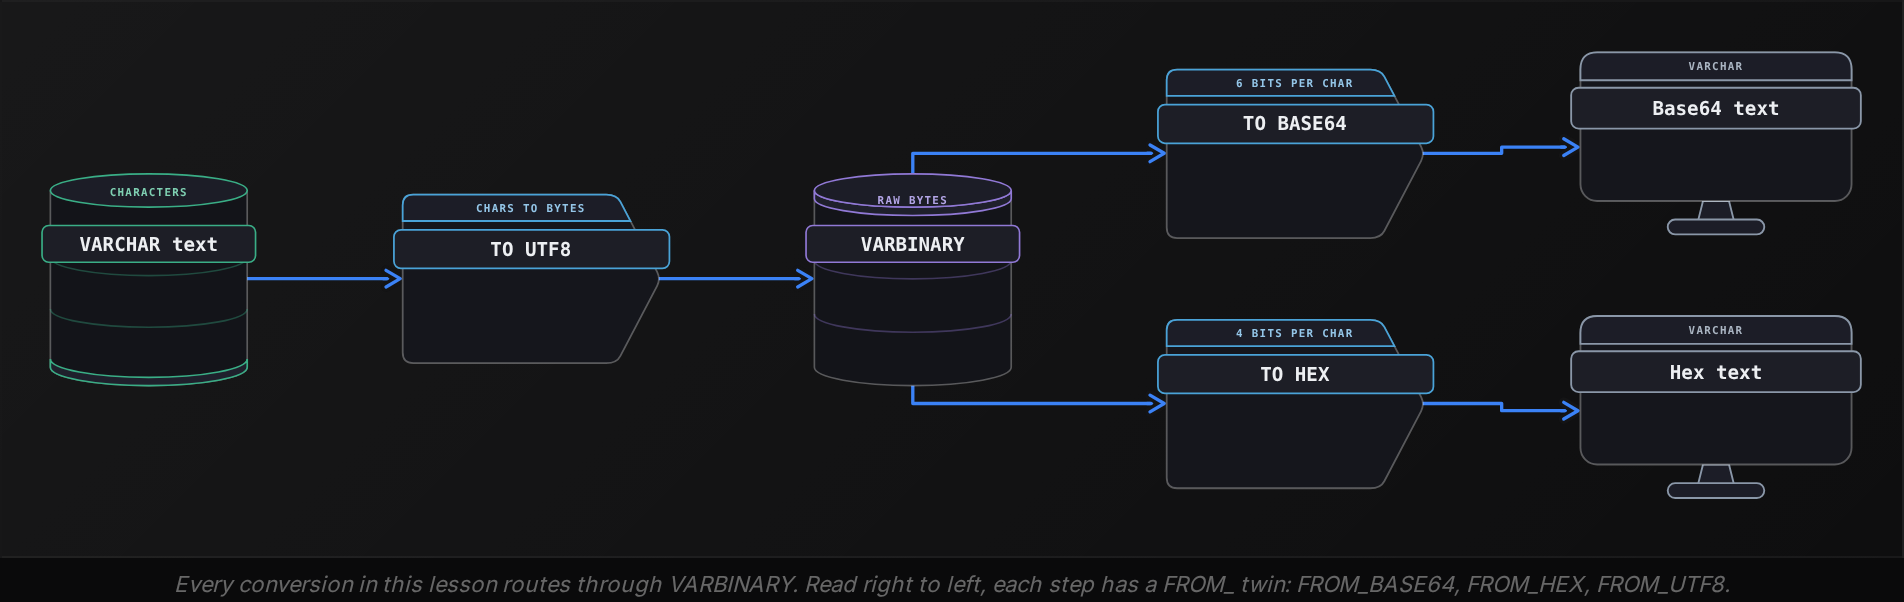 CHARACTERS
VARCHAR text
CHARS TO BYTES
TO UTF8
RAW BYTES
VARBINARY
6 BITS PER CHAR
TO BASE64
VARCHAR
Base64 text
4 BITS PER CHAR
TO HEX
VARCHAR
Hex text
Every conversion in this lesson routes through VARBINARY. Read right to left, each step has a FROM_ twin: FROM_BASE64, FROM_HEX, FROM_UTF8.